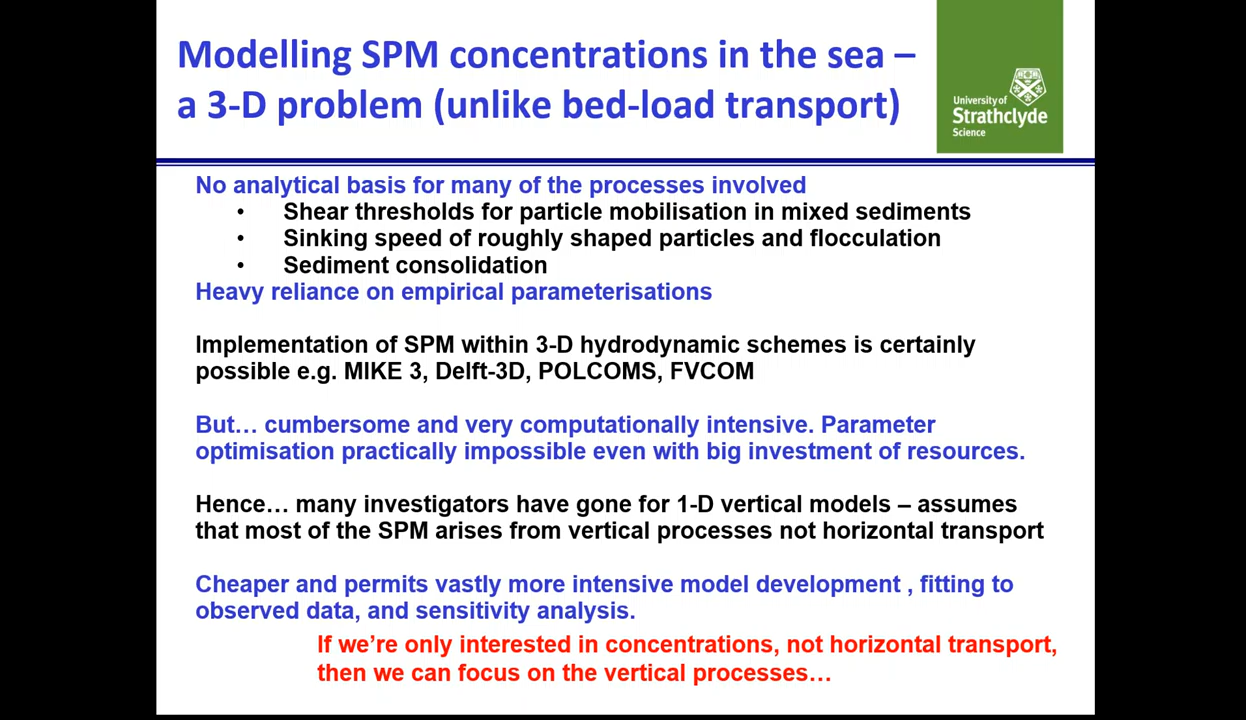 Modelling SPM concentrations in the sea –
a 3-D problem (unlike bed-load transport)
University of
Strathclyde
Science
No analytical basis for many of the processes involved
• Shear thresholds for particle mobilisation in mixed sediments
• Sinking speed of roughly shaped particles and flocculation
• Sediment consolidation
Heavy reliance on empirical parameterisations
Implementation of SPM within 3-D hydrodynamic schemes is certainly
possible e.g. MIKE 3, Delft-3D, POLCOMS, FVCOM
But… cumbersome and very computationally intensive. Parameter
optimisation practically impossible even with big investment of resources.
Hence… many investigators have gone for 1-D vertical models – assumes
that most of the SPM arises from vertical processes not horizontal transport
Cheaper and permits vastly more intensive model development , fitting to
observed data, and sensitivity analysis.
If we’re only interested in concentrations, not horizontal transport,
then we can focus on the vertical processes…